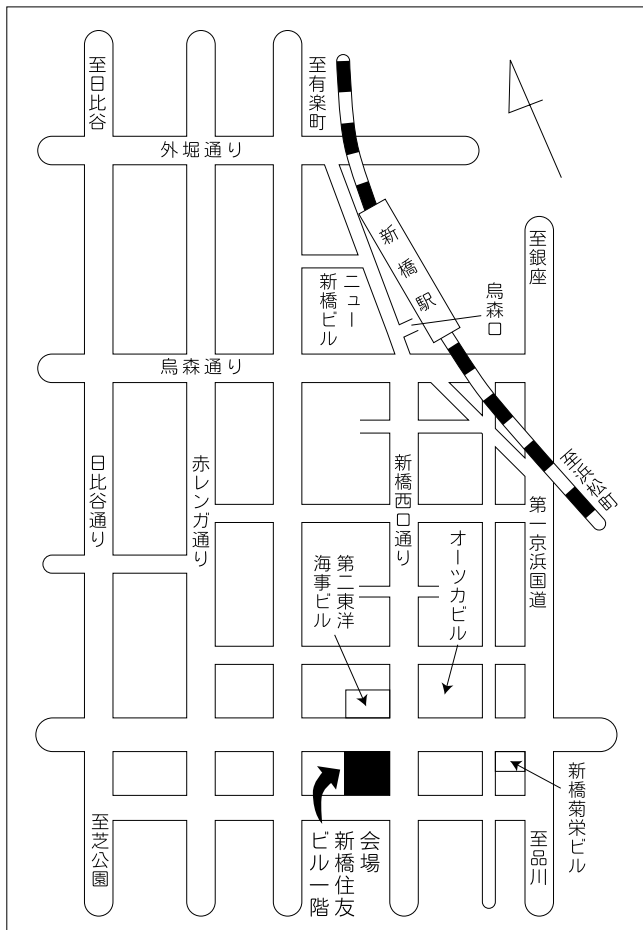 至日比谷
至有楽町
外堀通り
新橋駅
至銀座
ニュー
新橋ビル
烏森口
烏森通り
至浜松町
日比谷通り
赤レンガ通り
新橋西口通り
第一京浜国道
オーツカビル
第二東洋
海事ビル
新橋菊栄ビル
至芝公園
会場
新橋住友
ビル一階
至品川